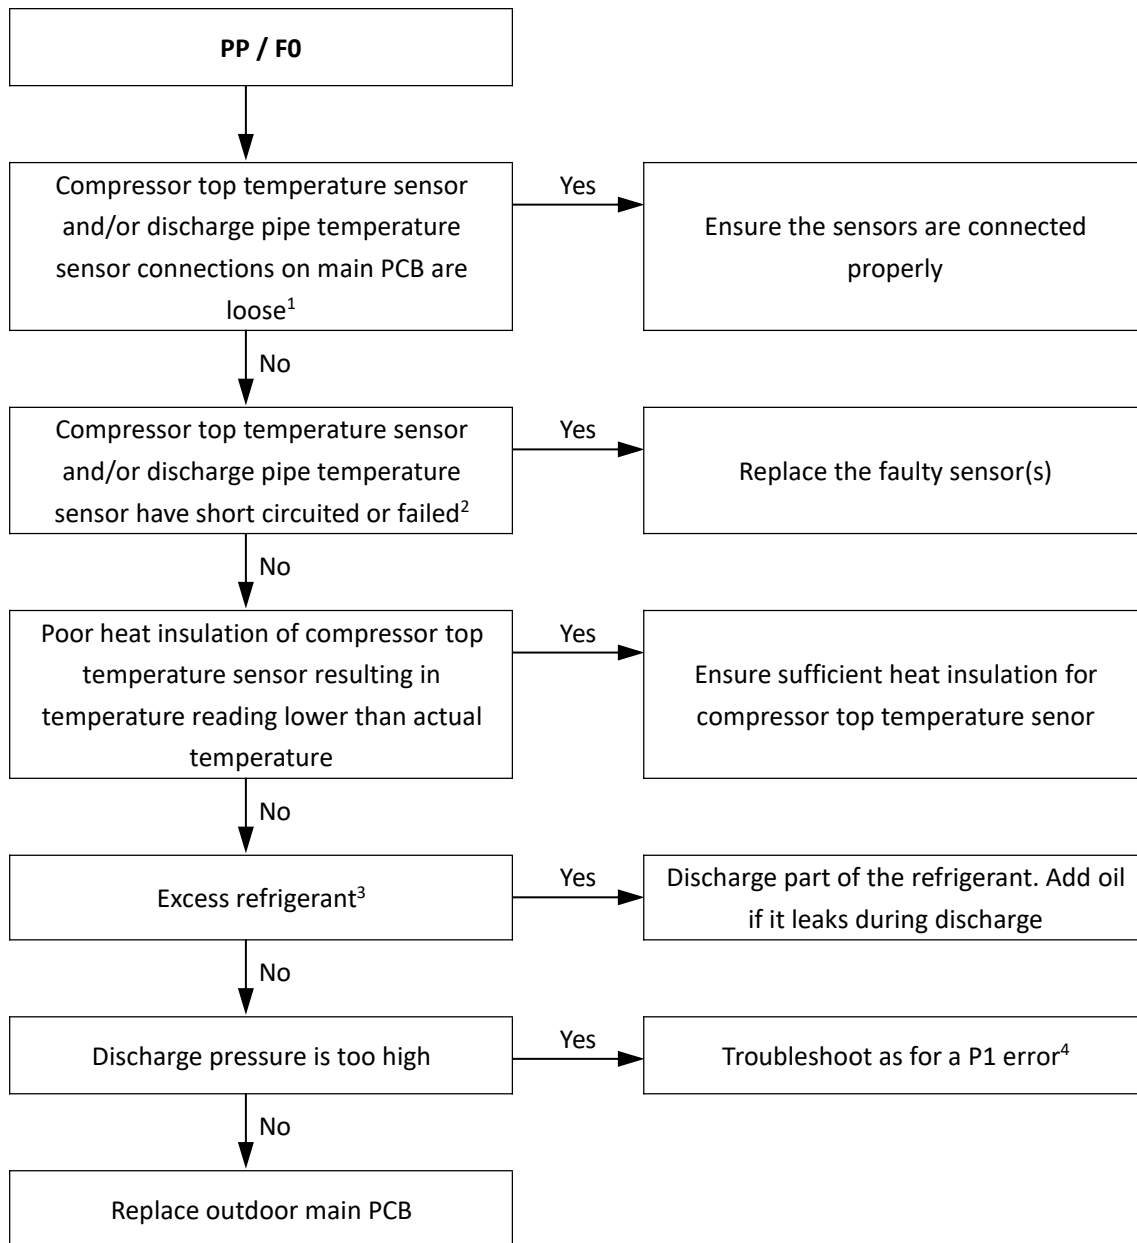 PP / F0
Compressor top temperature sensor
and/or discharge pipe temperature
sensor connections on main PCB are
loose¹
Yes
Ensure the sensors are connected
properly
No
Compressor top temperature sensor
and/or discharge pipe temperature
sensor have short circuited or failed²
Yes
Replace the faulty sensor(s)
No
Poor heat insulation of compressor top
temperature sensor resulting in
temperature reading lower than actual
temperature
Yes
Ensure sufficient heat insulation for
compressor top temperature senor
No
Excess refrigerant³
Yes
Discharge part of the refrigerant. Add oil
if it leaks during discharge
No
Discharge pressure is too high
Yes
Troubleshoot as for a P1 error⁴
No
Replace outdoor main PCB